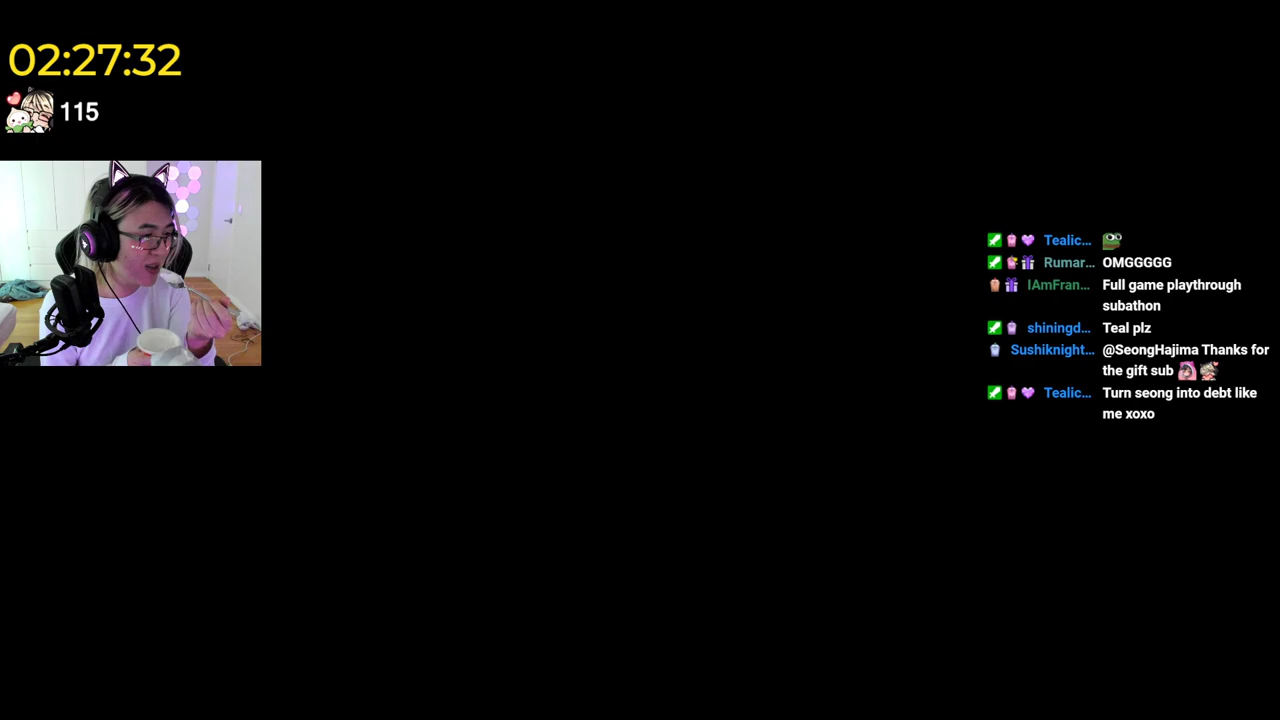 02:27:32
115
Tealic...
Rumar... OMGGGGG
IAmFran... Full game playthrough
subathon
shiningd... Teal plz
Sushiknight... @SeongHajima Thanks for
the gift sub
Tealic... Turn seong into debt like
me xoxo